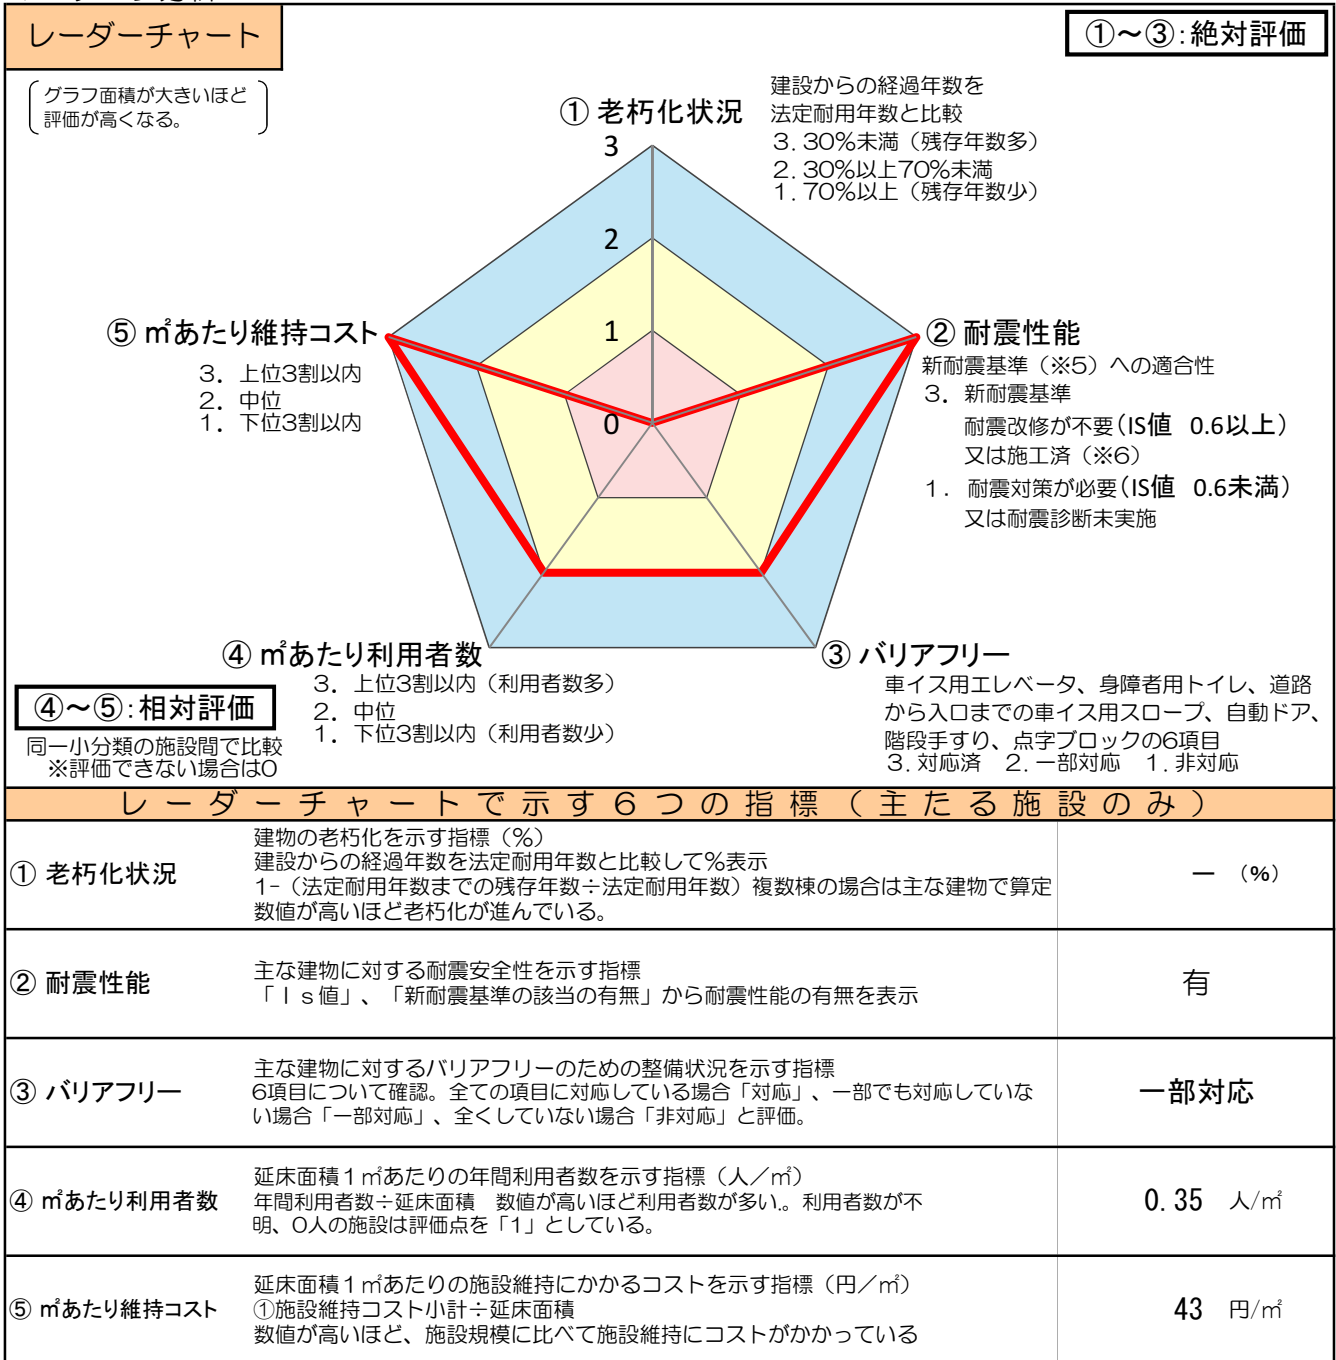 レーダーチャート
①～③：絶対評価
グラフ面積が大きいほど
評価が高くなる。
① 老朽化状況
建設からの経過年数を
法定耐用年数と比較
3．30％未満（残存年数多）
2．30％以上70％未満
1．70％以上（残存年数少）
3
2
1
0
⑤ ㎡あたり維持コスト
3．上位3割以内
2．中位
1．下位3割以内
② 耐震性能
新耐震基準（※5）への適合性
3．新耐震基準
耐震改修が不要（IS値 0.6以上）
又は施工済（※6）
1．耐震対策が必要（IS値 0.6未満）
又は耐震診断未実施
④ ㎡あたり利用者数
3．上位3割以内（利用者数多）
2．中位
1．下位3割以内（利用者数少）
③ バリアフリー
車イス用エレベータ、身障者用トイレ、道路
から入口までの車イス用スロープ、自動ドア、
階段手すり、点字ブロックの6項目
3．対応済 2．一部対応 1．非対応
④～⑤：相対評価
同一小分類の施設間で比較
※評価できない場合は0
レーダーチャートで示す６つの指標（主たる施設のみ）
① 老朽化状況
建物の老朽化を示す指標（％）
建設からの経過年数を法定耐用年数と比較して％表示
1-（法定耐用年数までの残存年数÷法定耐用年数）複数棟の場合は主な建物で算定
数値が高いほど老朽化が進んでいる。
－ （％）
② 耐震性能
主な建物に対する耐震安全性を示す指標
「Ｉｓ値」、「新耐震基準の該当の有無」から耐震性能の有無を表示
有
③ バリアフリー
主な建物に対するバリアフリーのための整備状況を示す指標
6項目について確認。全ての項目に対応している場合「対応」、一部でも対応していな
い場合「一部対応」、全くしていない場合「非対応」と評価。
一部対応
④ ㎡あたり利用者数
延床面積１㎡あたりの年間利用者数を示す指標（人／㎡）
年間利用者数÷延床面積 数値が高いほど利用者数が多い。利用者数が不
明、0人の施設は評価点を「1」としている。
0.35 人/㎡
⑤ ㎡あたり維持コスト
延床面積１㎡あたりの施設維持にかかるコストを示す指標（円／㎡）
①施設維持コスト小計÷延床面積
数値が高いほど、施設規模に比べて施設維持にコストがかかっている
43 円/㎡